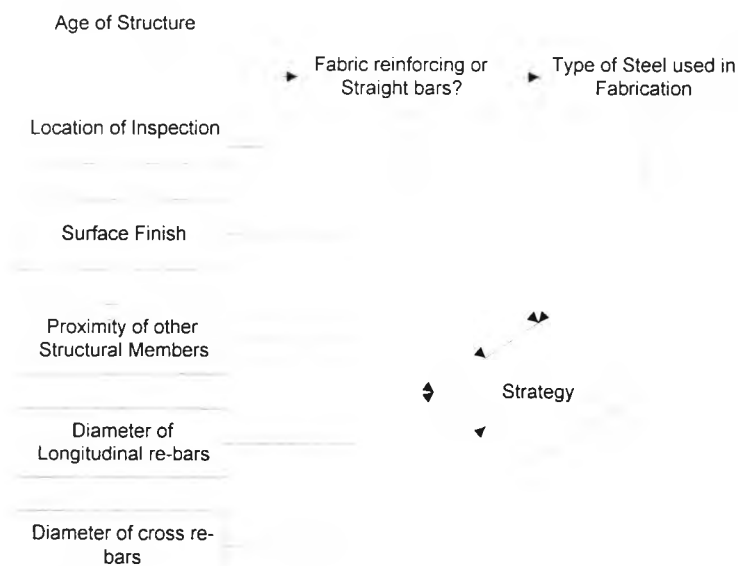 Age of Structure
Fabric reinforcing or
Straight bars?
Type of Steel used in
Fabrication
Location of Inspection
Surface Finish
Proximity of other
Structural Members
Strategy
Diameter of
Longitudinal re-bars
Diameter of cross re-
bars